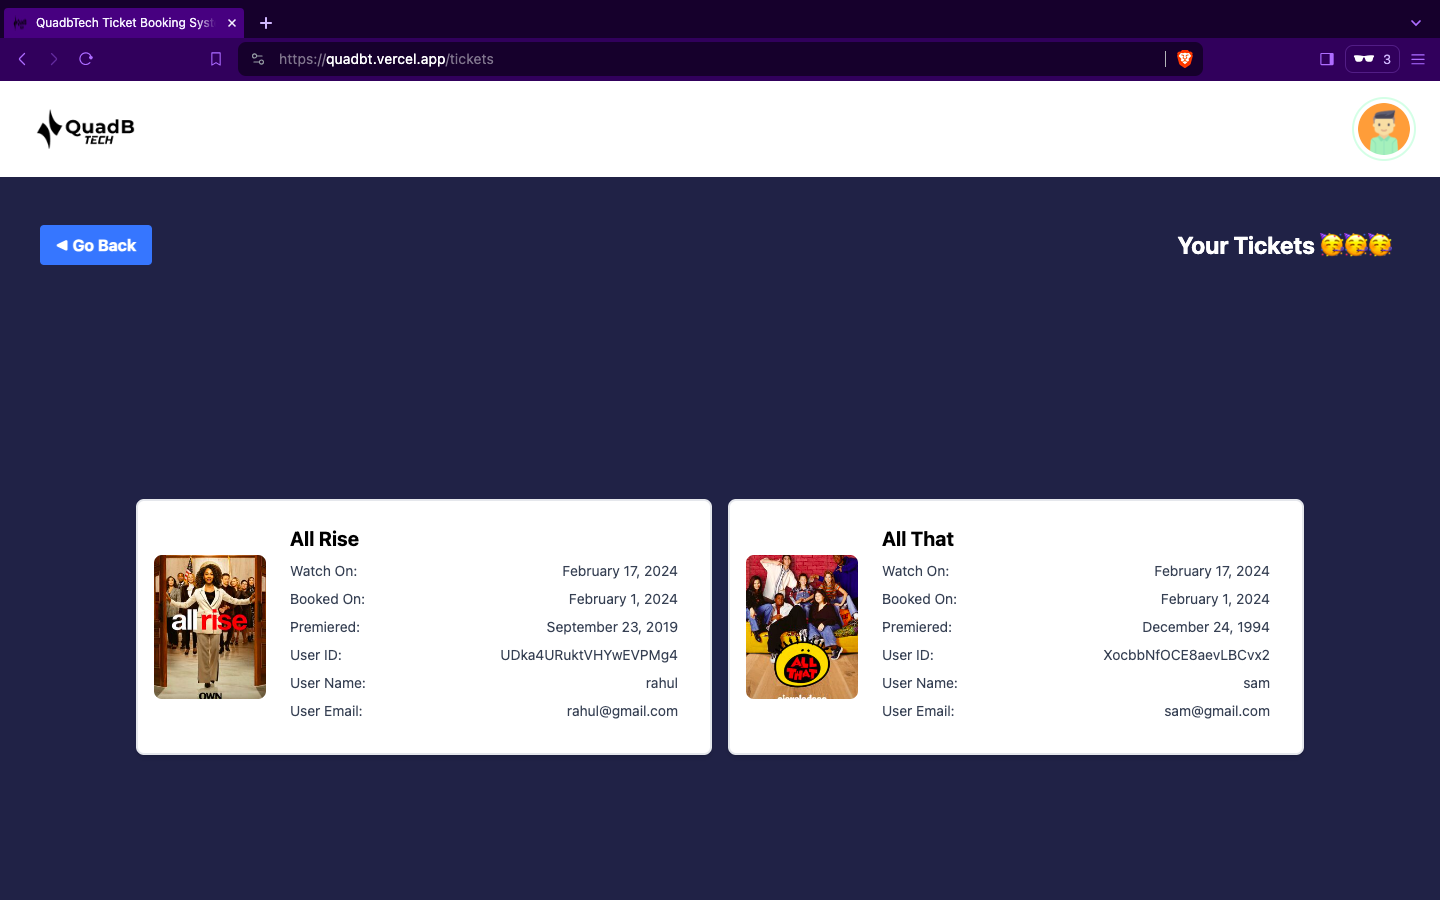 QuadbTech Ticket Booking Syst
https://quadbt.vercel.app/tickets
3
QuadB
TECH
◄ Go Back
Your Tickets 🥳🥳🥳
all rise
OWN
All Rise
Watch On: February 17, 2024
Booked On: February 1, 2024
Premiered: September 23, 2019
User ID: UDka4URuktVHYwEVPMg4
User Name: rahul
User Email: rahul@gmail.com
ALL
THAT
nickelodeon
All That
Watch On: February 17, 2024
Booked On: February 1, 2024
Premiered: December 24, 1994
User ID: XocbbNfOCE8aevLBCvx2
User Name: sam
User Email: sam@gmail.com